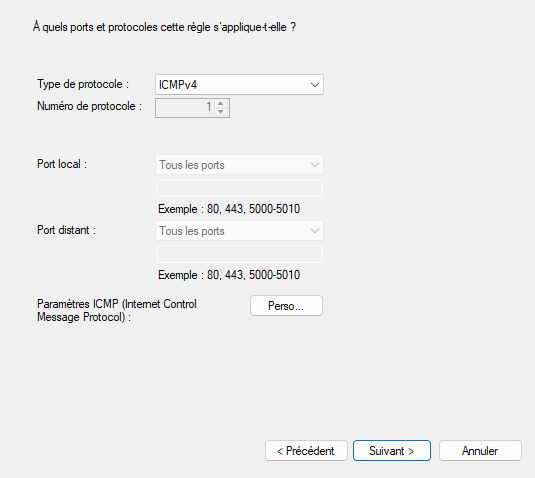 À quels ports et protocoles cette règle s'applique-t-elle ?
Type de protocole : ICMPv4
Numéro de protocole : 1
Port local : Tous les ports
Exemple : 80, 443, 5000-5010
Port distant : Tous les ports
Exemple : 80, 443, 5000-5010
Paramètres ICMP (Internet Control Perso...
Message Protocol) :
< Précédent Suivant > Annuler